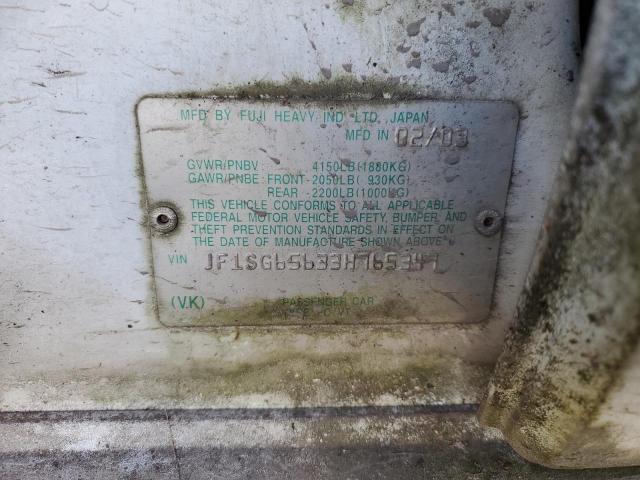 MFD BY FUJI HEAVY IND LTD, JAPAN
MFD IN 02/03
GVWR/PNBV : 4150LB(1880KG)
GAWR/PNBE:FRONT-2050LB( 930KG)
REAR -2200LB(1000KG)
THIS VEHICLE CONFORMS TO ALL APPLICABLE
FEDERAL MOTOR VEHICLE SAFETY, BUMPER, AND
THEFT PREVENTION STANDARDS IN EFFECT ON
THE DATE OF MANUFACTURE SHOWN ABOVE.
VIN JF1SG65633H765347
(V.K) PASSENGER CAR